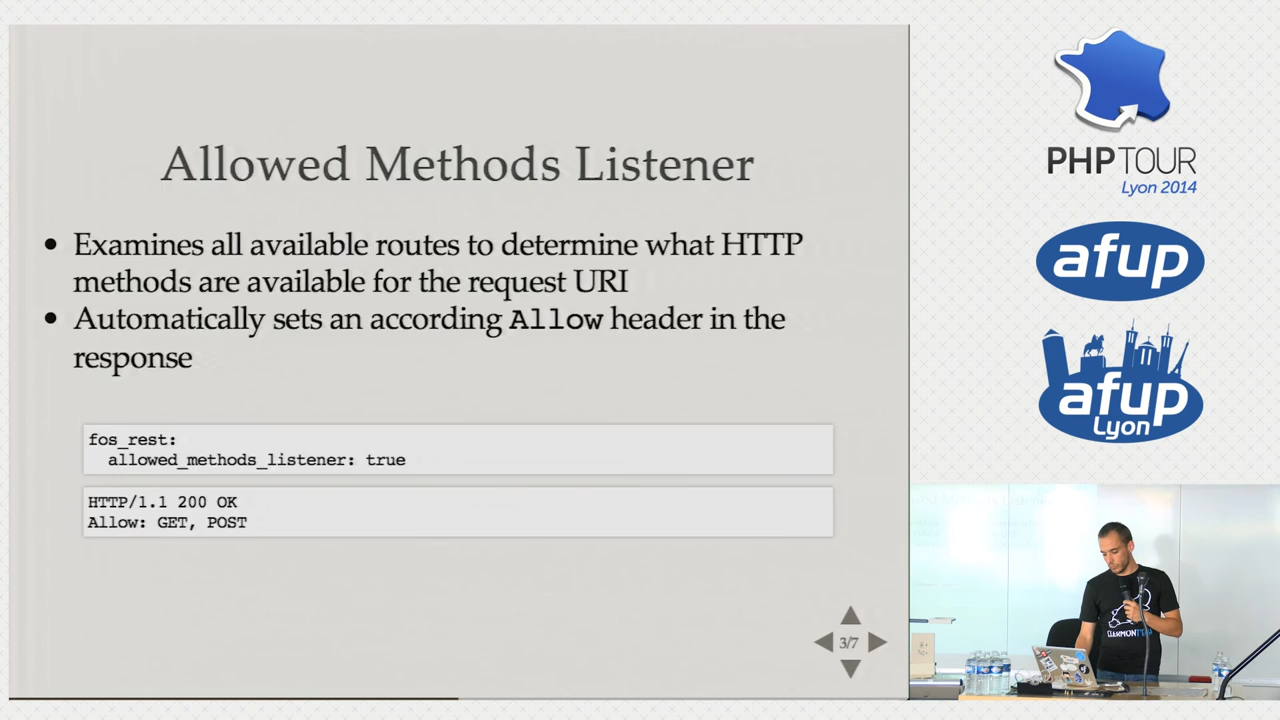 Allowed Methods Listener
• Examines all available routes to determine what HTTP
methods are available for the request URI
• Automatically sets an according Allow header in the
response
fos_rest:
  allowed_methods_listener: true
HTTP/1.1 200 OK
Allow: GET, POST
3/7
PHP TOUR
Lyon 2014
afup
afup
Lyon